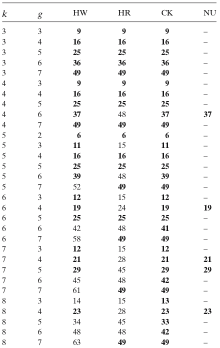 k g HW HR CK NU
3 3 9 9 9 –
3 4 16 16 16 –
3 5 25 25 25 –
3 6 36 36 36 –
3 7 49 49 49 –
4 3 9 9 9 –
4 4 16 16 16 –
4 5 25 25 25 –
4 6 37 48 37 37
4 7 49 49 49 –
5 2 6 6 6 –
5 3 11 15 11 –
5 4 16 16 16 –
5 5 25 25 25 –
5 6 39 48 39 –
5 7 52 49 49 –
6 3 12 15 12 –
6 4 19 24 19 19
6 5 25 25 25 –
6 6 42 48 41 –
6 7 58 49 49 –
7 3 12 15 12 –
7 4 21 28 21 21
7 5 29 45 29 29
7 6 45 48 42 –
7 7 61 49 49 –
8 3 14 15 13 –
8 4 23 28 23 23
8 5 34 45 33 –
8 6 48 48 42 –
8 7 63 49 49 –